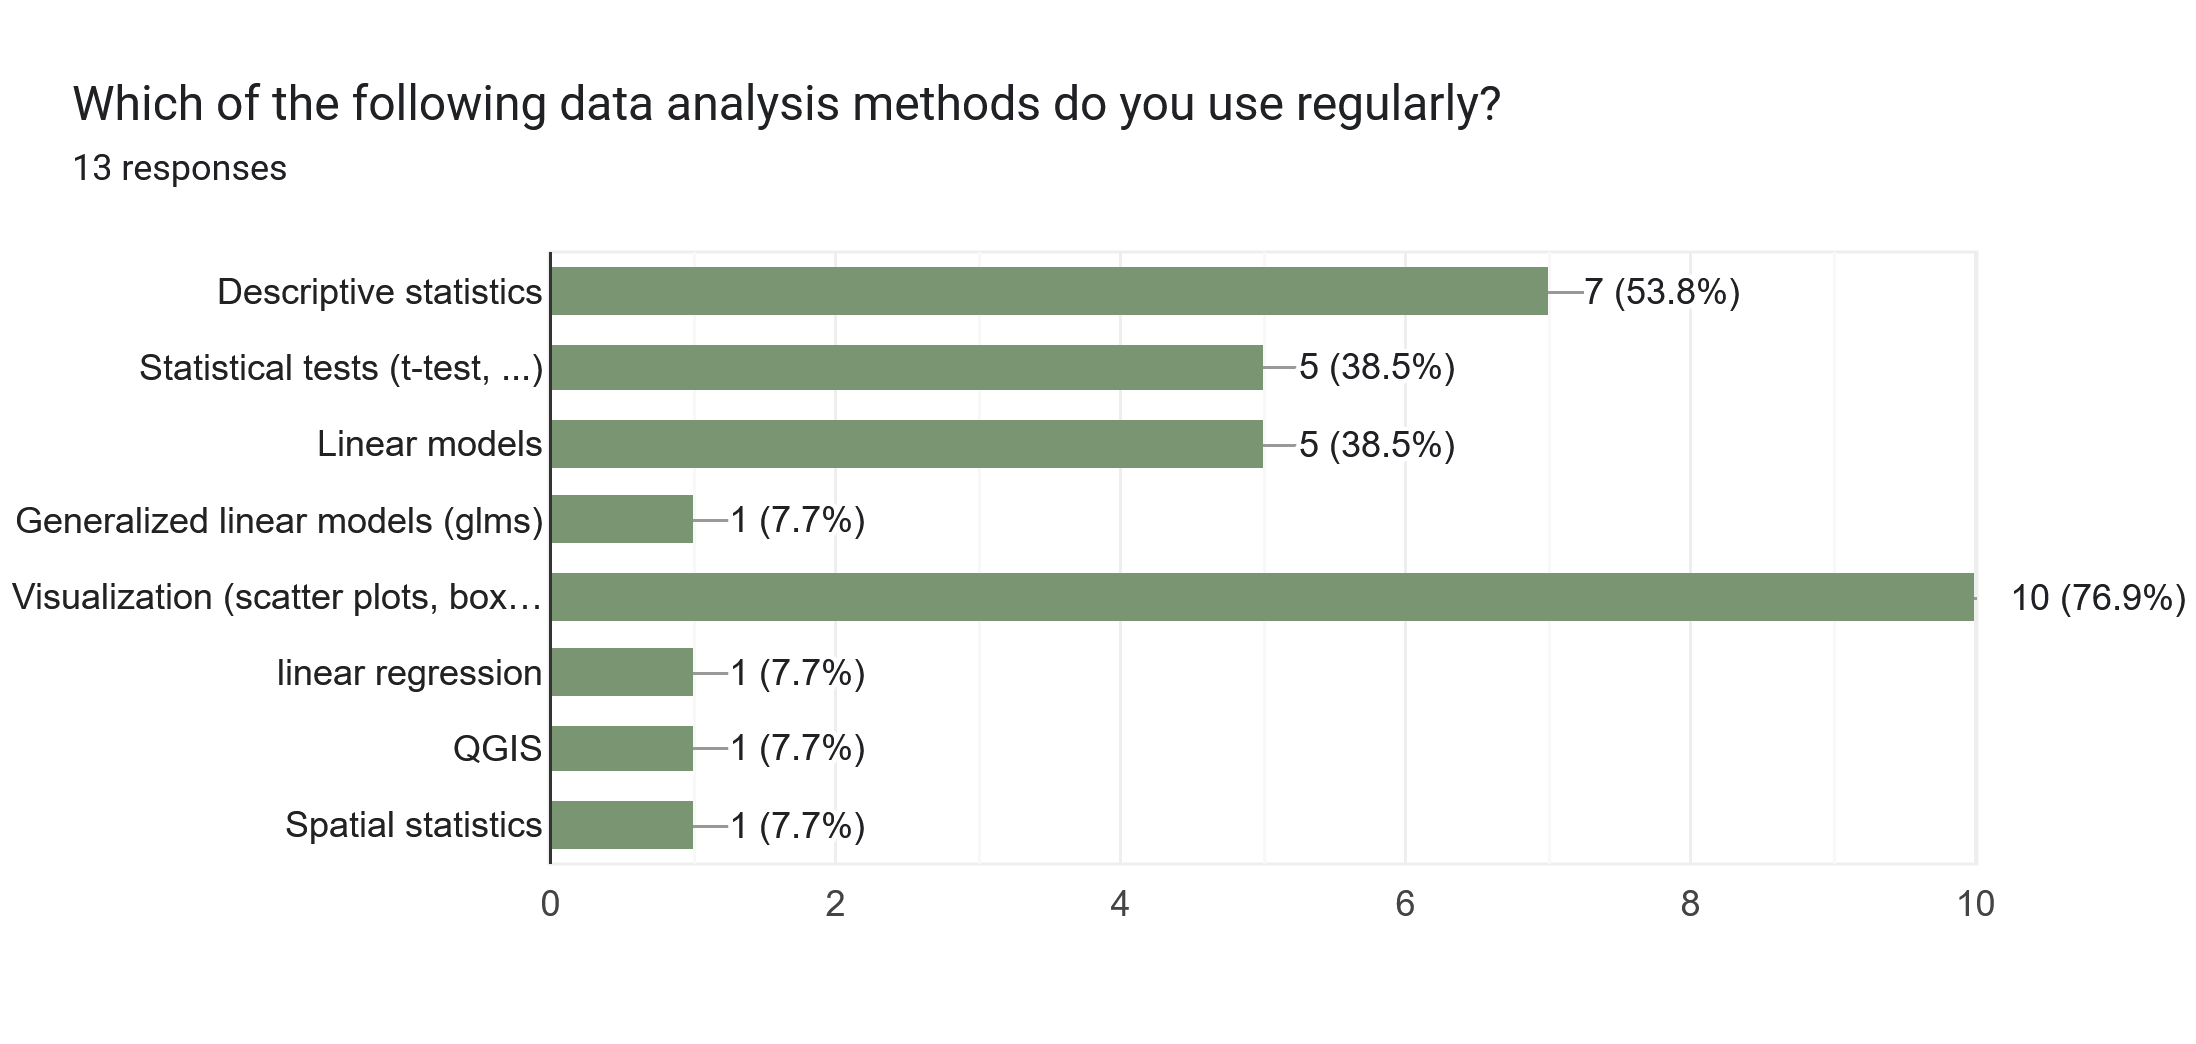 Which of the following data analysis methods do you use regularly?
13 responses
Descriptive statistics 7 (53.8%)
Statistical tests (t-test, ...) 5 (38.5%)
Linear models 5 (38.5%)
Generalized linear models (glms) 1 (7.7%)
Visualization (scatter plots, box… 10 (76.9%)
linear regression 1 (7.7%)
QGIS 1 (7.7%)
Spatial statistics 1 (7.7%)
0 2 4 6 8 10